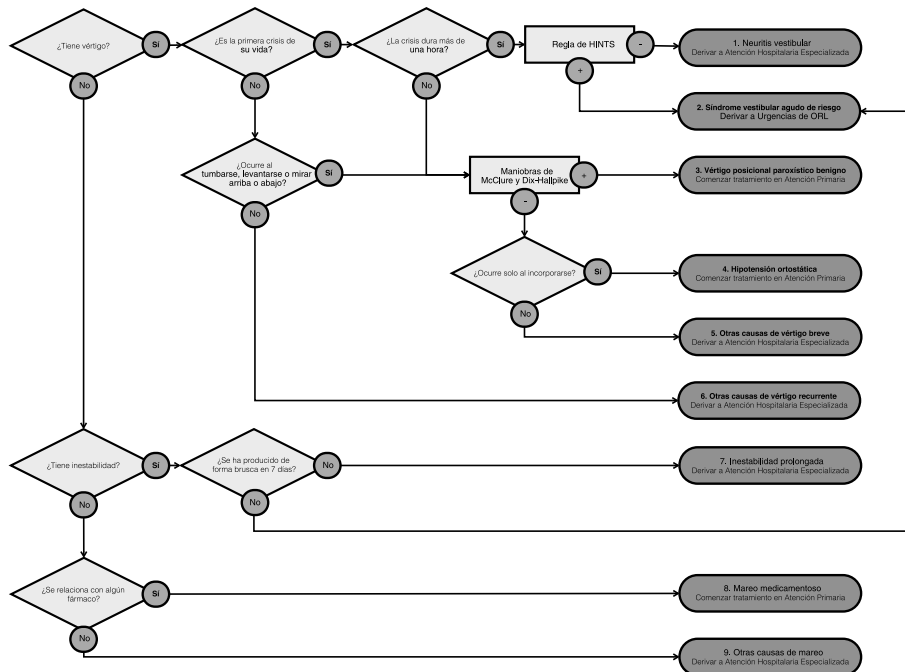 ¿Tiene vértigo?
Sí
No
¿Es la primera crisis de
su vida?
Sí
No
¿La crisis dura más de
una hora?
Sí
No
Regla de HINTS
-
+
1. Neuritis vestibular
Derivar a Atención Hospitalaria Especializada
2. Síndrome vestibular agudo de riesgo
Derivar a Urgencias de ORL
¿Ocurre al
tumbarse, levantarse o mirar
arriba o abajo?
Sí
No
Maniobras de
McClure y Dix-Hallpike
+
-
3. Vértigo posicional paroxístico benigno
Comenzar tratamiento en Atención Primaria
¿Ocurre solo al incorporarse?
Sí
No
4. Hipotensión ortostática
Comenzar tratamiento en Atención Primaria
5. Otras causas de vértigo breve
Derivar a Atención Hospitalaria Especializada
6. Otras causas de vértigo recurrente
Derivar a Atención Hospitalaria Especializada
¿Tiene inestabilidad?
Sí
No
¿Se ha producido de
forma brusca en 7 días?
No
No
7. Inestabilidad prolongada
Derivar a Atención Hospitalaria Especializada
¿Se relaciona con algún
fármaco?
Sí
No
8. Mareo medicamentoso
Comenzar tratamiento en Atención Primaria
9. Otras causas de mareo
Derivar a Atención Hospitalaria Especializada